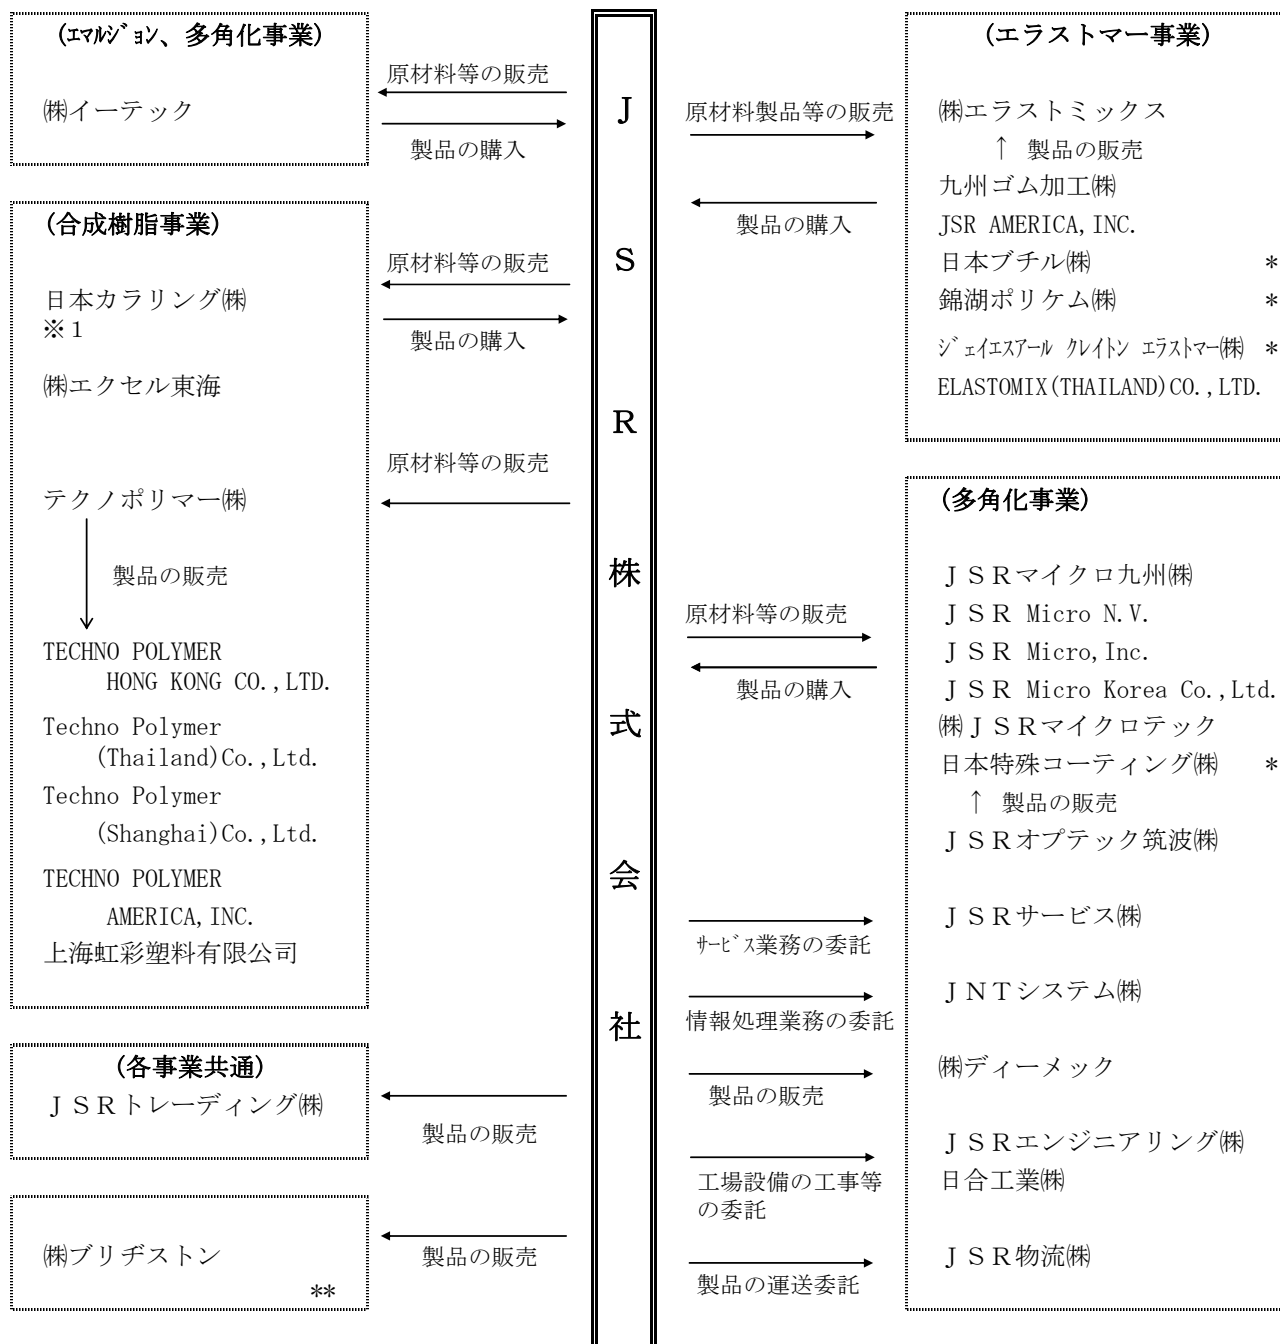 (ｴﾏﾙｼﾞｮﾝ、多角化事業)
㈱イーテック
原材料等の販売
製品の購入
(合成樹脂事業)
日本カラリング㈱
※１
㈱エクセル東海
原材料等の販売
製品の購入
原材料等の販売
テクノポリマー㈱
製品の販売
TECHNO POLYMER
HONG KONG CO.,LTD.
Techno Polymer
(Thailand)Co.,Ltd.
Techno Polymer
(Shanghai)Co.,Ltd.
TECHNO POLYMER
AMERICA,INC.
上海虹彩塑料有限公司
(各事業共通)
ＪＳＲトレーディング㈱
製品の販売
㈱ブリヂストン
**
製品の販売
Ｊ
Ｓ
Ｒ
株
式
会
社
(エラストマー事業)
原材料製品等の販売
製品の購入
㈱エラストミックス
↑ 製品の販売
九州ゴム加工㈱
JSR AMERICA,INC.
日本ブチル㈱ *
錦湖ポリケム㈱ *
ｼﾞｪｲｴｽｱｰﾙ ｸﾚｲﾄﾝ ｴﾗｽﾄﾏｰ㈱ *
ELASTOMIX(THAILAND)CO.,LTD.
(多角化事業)
原材料等の販売
製品の購入
ＪＳＲマイクロ九州㈱
ＪＳＲ Micro N.V.
ＪＳＲ Micro,Inc.
ＪＳＲ Micro Korea Co.,Ltd.
㈱ＪＳＲマイクロテック
日本特殊コーティング㈱ *
↑ 製品の販売
ＪＳＲオプテック筑波㈱
ｻｰﾋﾞｽ業務の委託
ＪＳＲサービス㈱
情報処理業務の委託
ＪＮＴシステム㈱
製品の販売
㈱ディーメック
工場設備の工事等
の委託
ＪＳＲエンジニアリング㈱
日合工業㈱
製品の運送委託
ＪＳＲ物流㈱